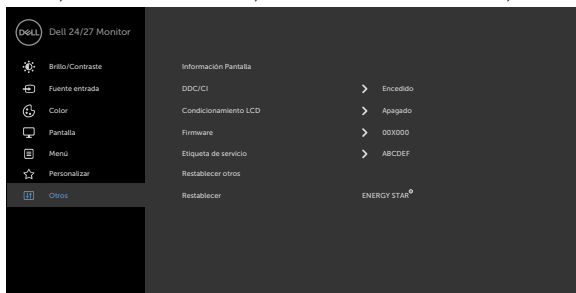 DELL Dell 24/27 Monitor
Brillo/Contraste
Fuente entrada
Color
Pantalla
Menú
Personalizar
Otros
Información Pantalla
DDC/CI Encedido
Condicionamiento LCD Apagado
Firmware 00X000
Etiqueta de servicio ABCDEF
Restablecer otros
Restablecer ENERGY STAR®